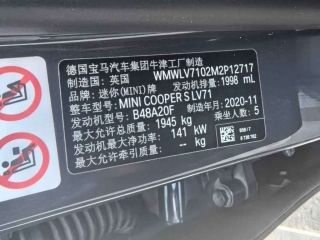 德国宝马汽车集团牛津工厂制造
制造国：英国 WMWLV7102M2P12717
品牌：迷你(MINI)牌 发动机排量：1998 mL
整车型号：MINI COOPER S LV71
发动机型号：B48A20F 制造年月：2020-11
最大允许总质量：1945 kg 乘坐人数：5
发动机最大净功率：141 kW
最大允许牵引质量：-- kg